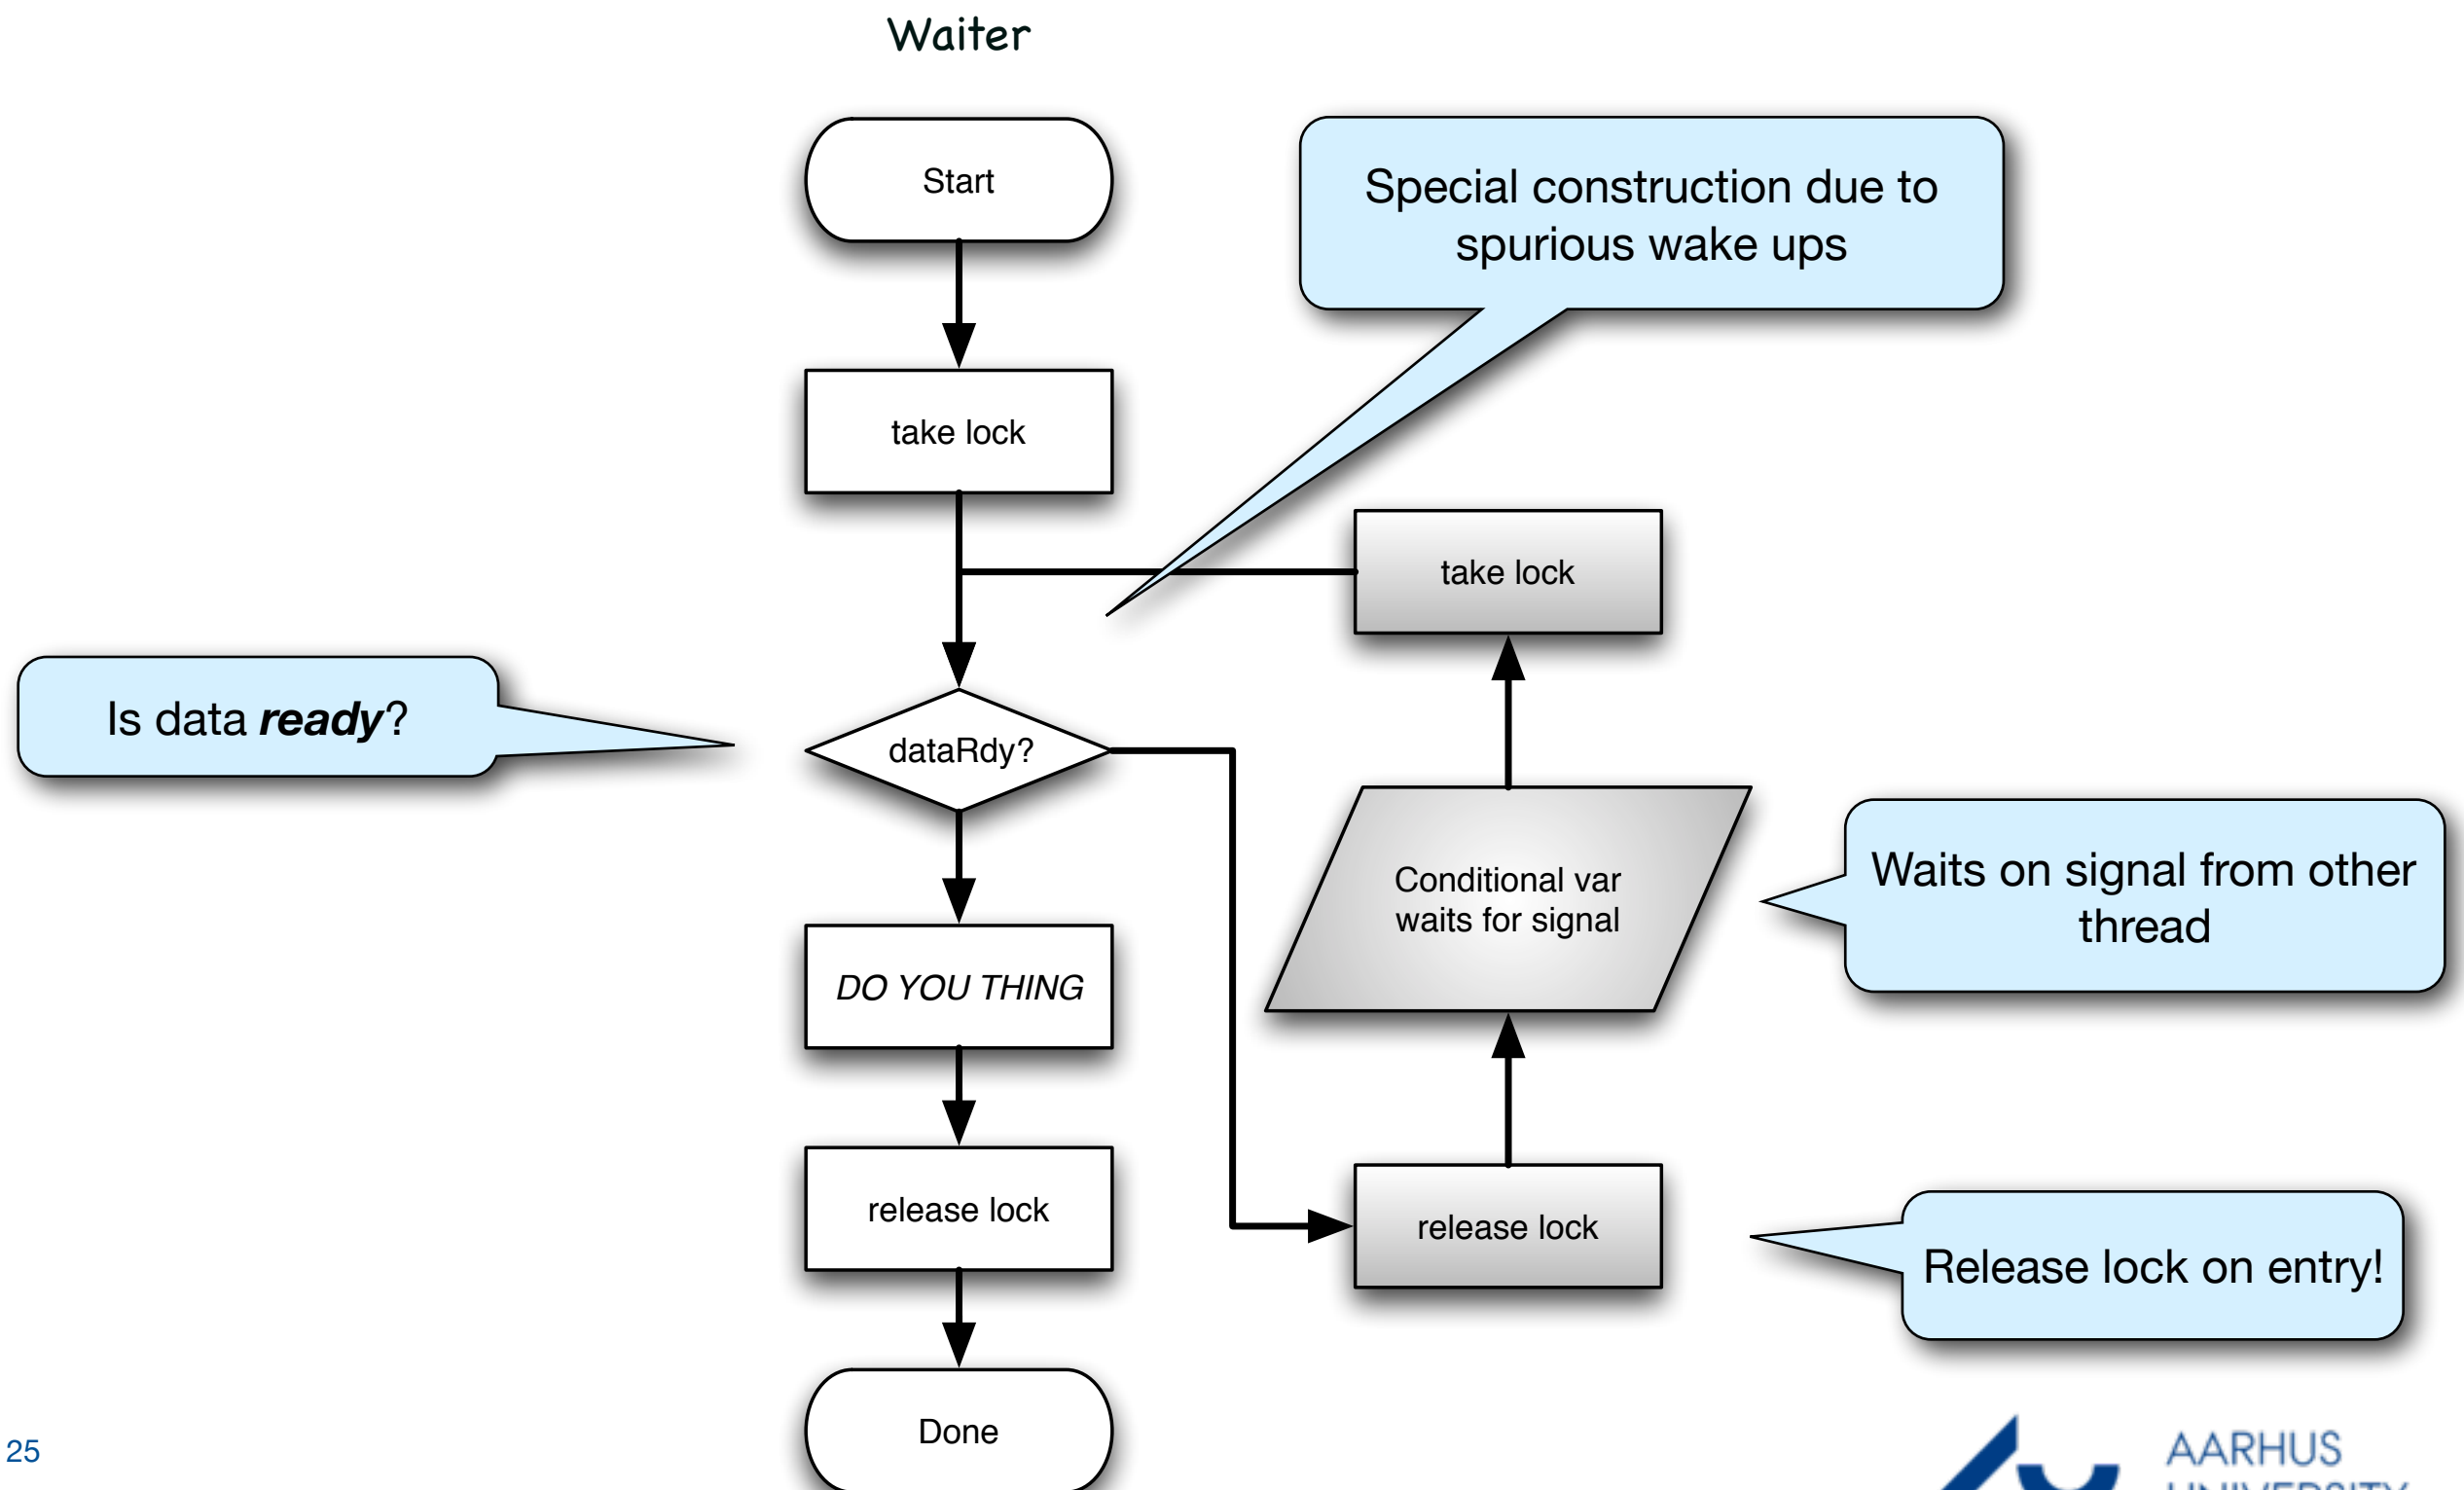 Waiter
Start
Special construction due to
spurious wake ups
take lock
take lock
Is data ready?
dataRdy?
Conditional var
waits for signal
Waits on signal from other
thread
DO YOU THING
release lock
release lock
Release lock on entry!
Done
25
AARHUS
UNIVERSITY